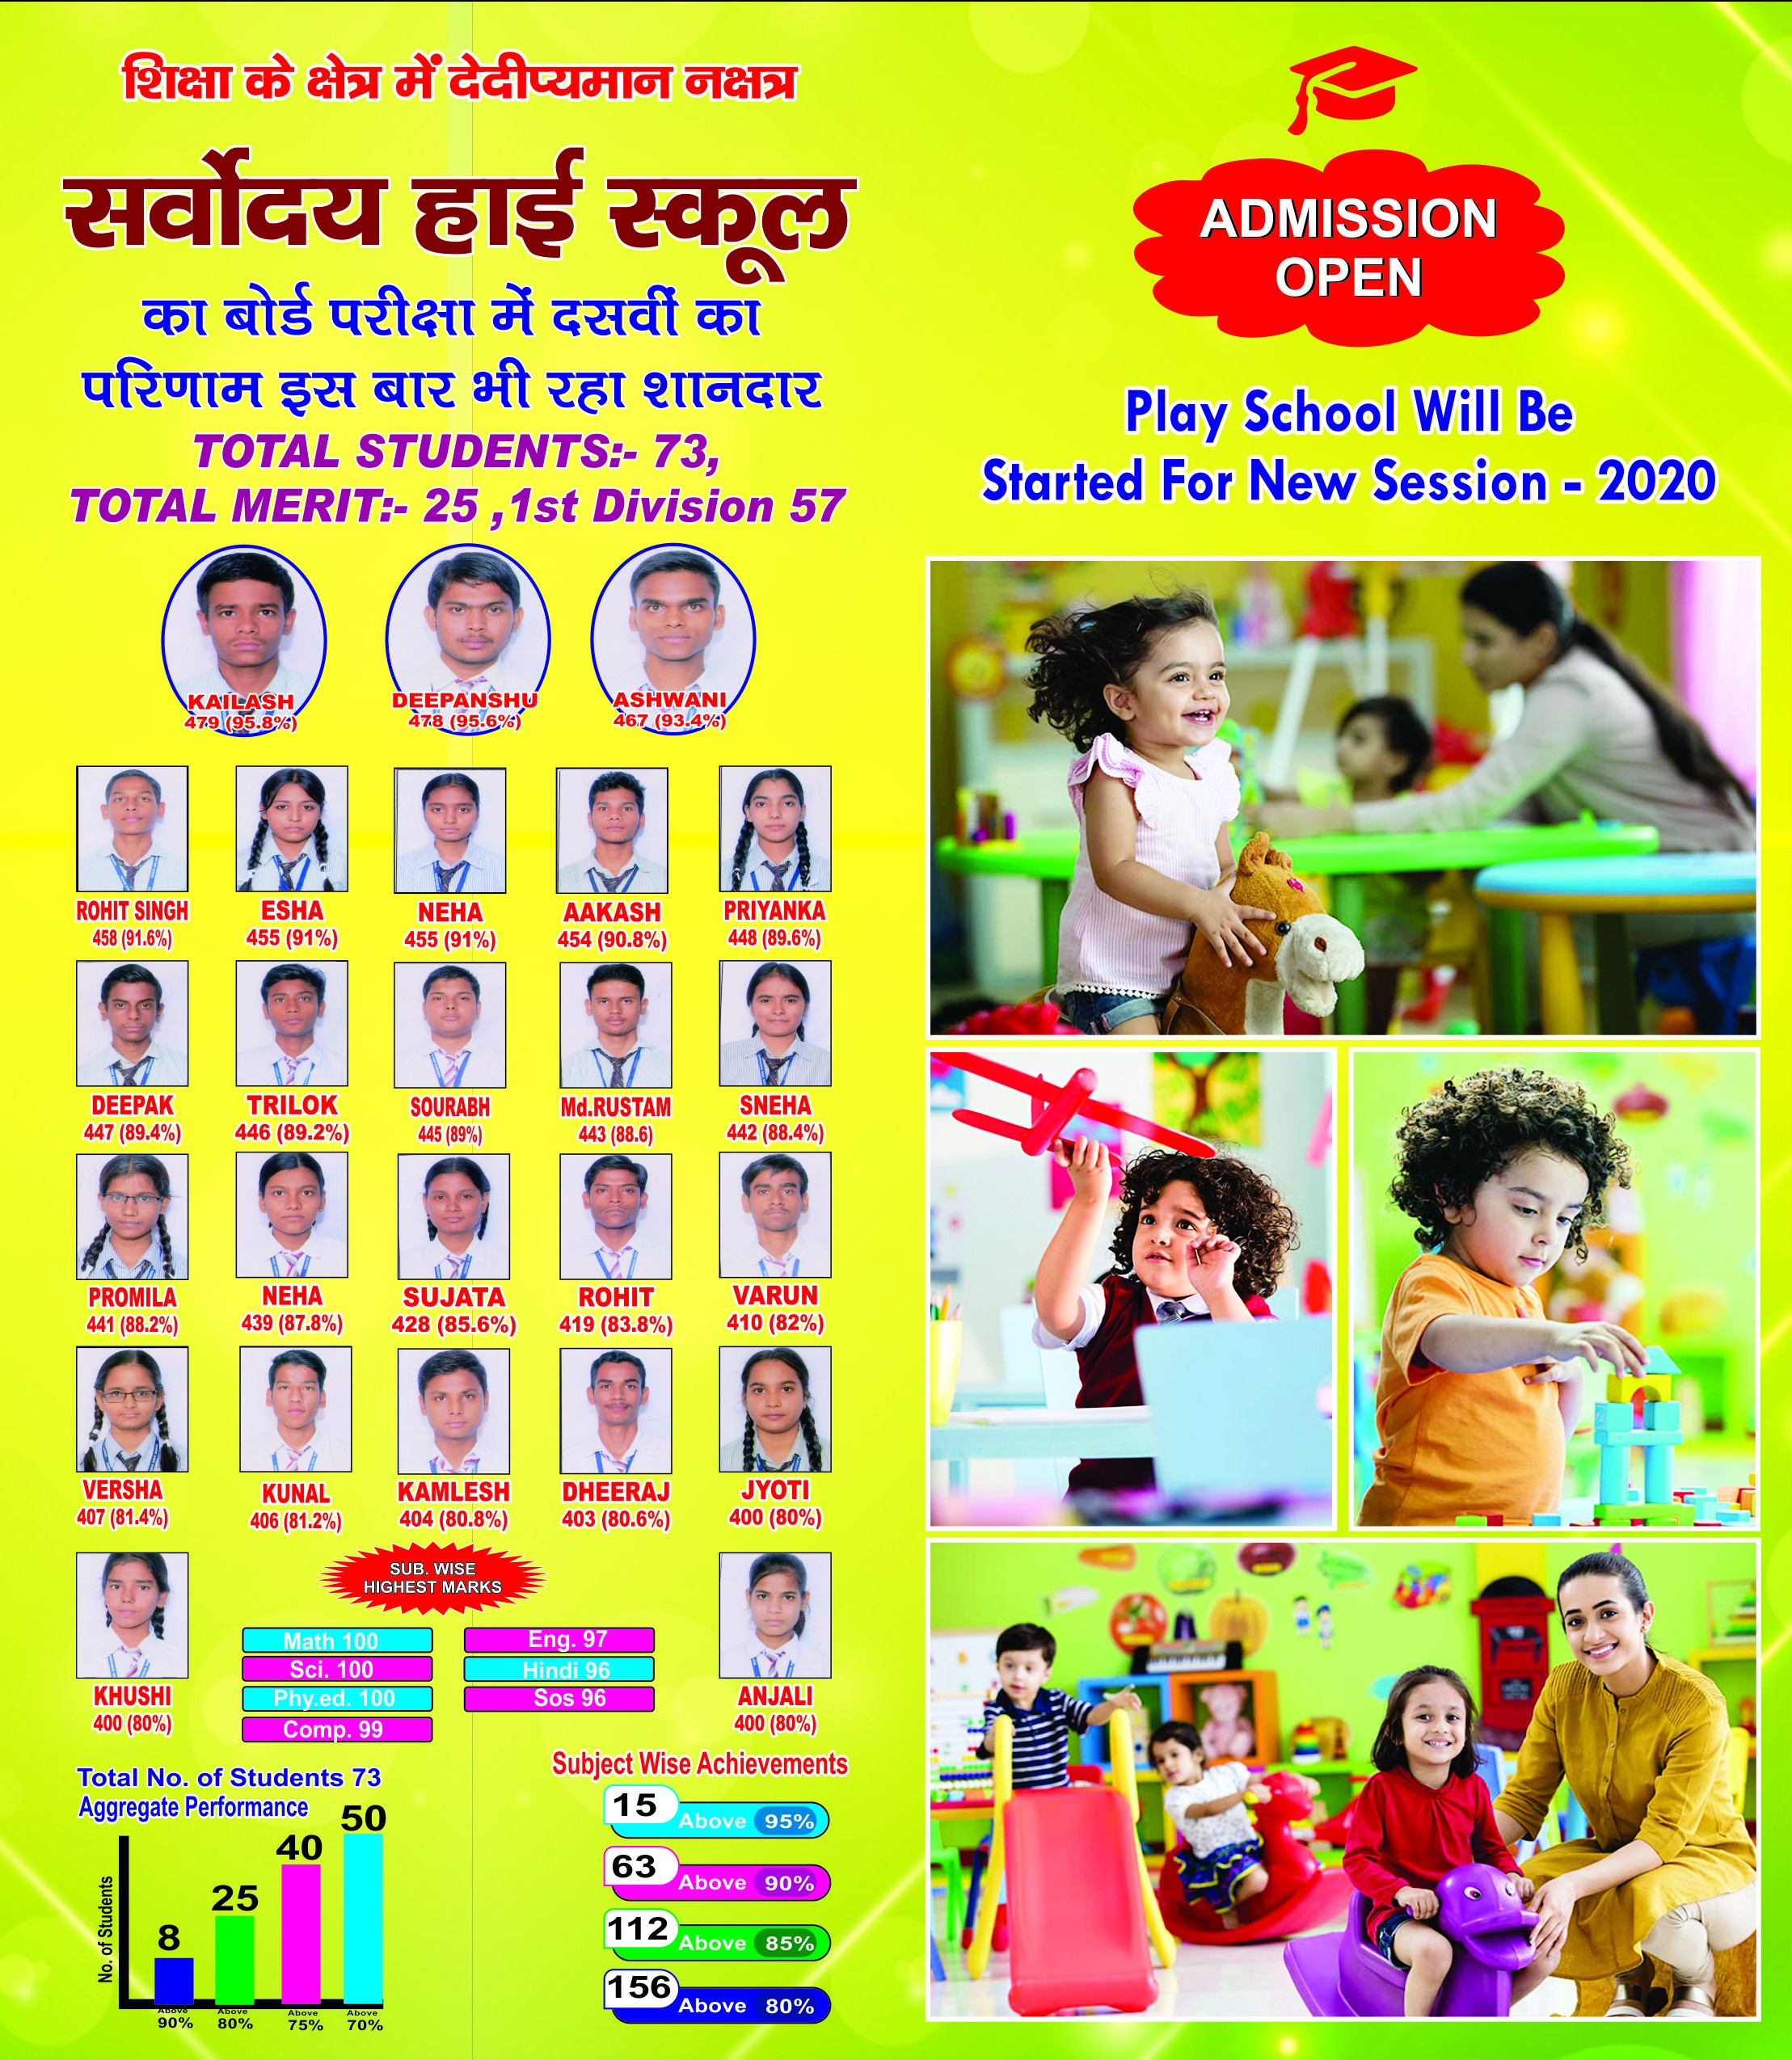 शिक्षा के क्षेत्र में देदीप्यमान नक्षत्र
सर्वोदय हाई स्कूल
का बोर्ड परीक्षा में दसवीं का
परिणाम इस बार भी रहा शानदार
TOTAL STUDENTS:- 73,
TOTAL MERIT:- 25 ,1st Division 57
KAILASH
479 (95.8%)
DEEPANSHU
478 (95.6%)
ASHWANI
467 (93.4%)
ROHIT SINGH
458 (91.6%)
ESHA
455 (91%)
NEHA
455 (91%)
AAKASH
454 (90.8%)
PRIYANKA
448 (89.6%)
DEEPAK
447 (89.4%)
TRILOK
446 (89.2%)
SOURABH
445 (89%)
Md.RUSTAM
443 (88.6)
SNEHA
442 (88.4%)
PROMILA
441 (88.2%)
NEHA
439 (87.8%)
SUJATA
428 (85.6%)
ROHIT
419 (83.8%)
VARUN
410 (82%)
VERSHA
407 (81.4%)
KUNAL
406 (81.2%)
KAMLESH
404 (80.8%)
DHEERAJ
403 (80.6%)
JYOTI
400 (80%)
KHUSHI
400 (80%)
SUB. WISE
HIGHEST MARKS
Math 100
Sci. 100
Phy.ed. 100
Comp. 99
Eng. 97
Hindi 96
Sos 96
ANJALI
400 (80%)
Total No. of Students 73
Aggregate Performance
No. of Students
8
25
40
50
Above
90%
Above
80%
Above
75%
Above
70%
Subject Wise Achievements
15 Above 95%
63 Above 90%
112 Above 85%
156 Above 80%
ADMISSION
OPEN
Play School Will Be
Started For New Session - 2020